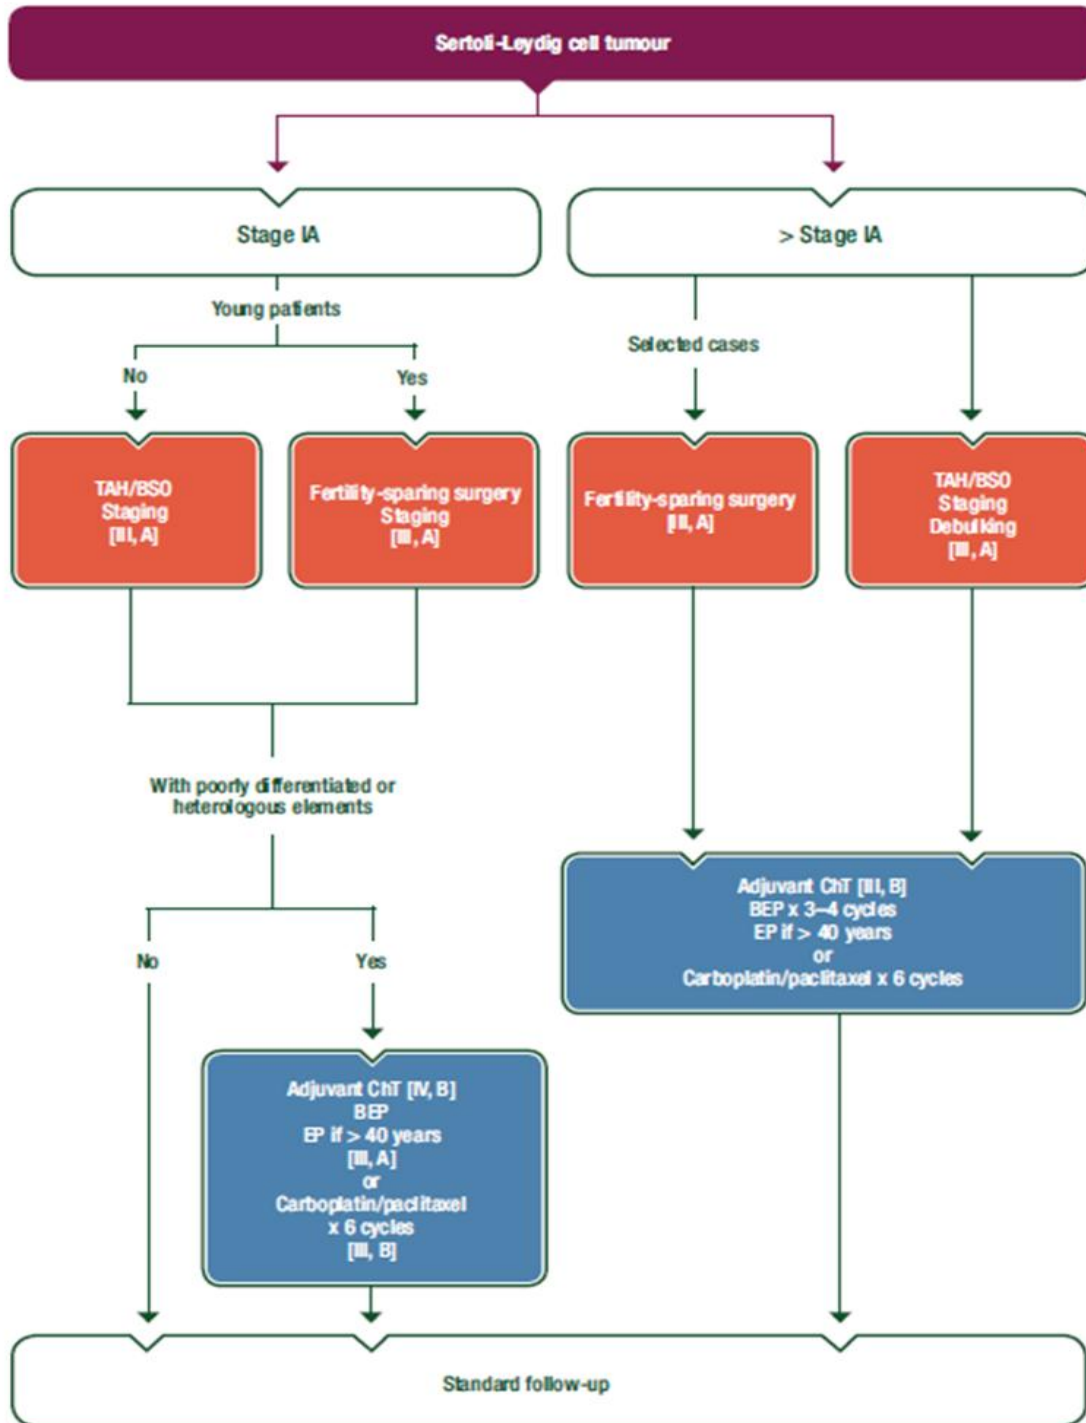 Sertoli-Leydig cell tumour
Stage IA
> Stage IA
Young patients
Selected cases
No
Yes
TAH/BSO
Staging
[III, A]
Fertility-sparing surgery
Staging
[III, A]
Fertility-sparing surgery
[III, A]
TAH/BSO
Staging
Debulking
[III, A]
With poorly differentiated or
heterologous elements
No
Yes
Adjuvant ChT [III, B]
BEP x 3–4 cycles
EP if > 40 years
or
Carboplatin/paclitaxel x 6 cycles
Adjuvant ChT [IV, B]
BEP
EP if > 40 years
[III, A]
or
Carboplatin/paclitaxel
x 6 cycles
[III, B]
Standard follow-up